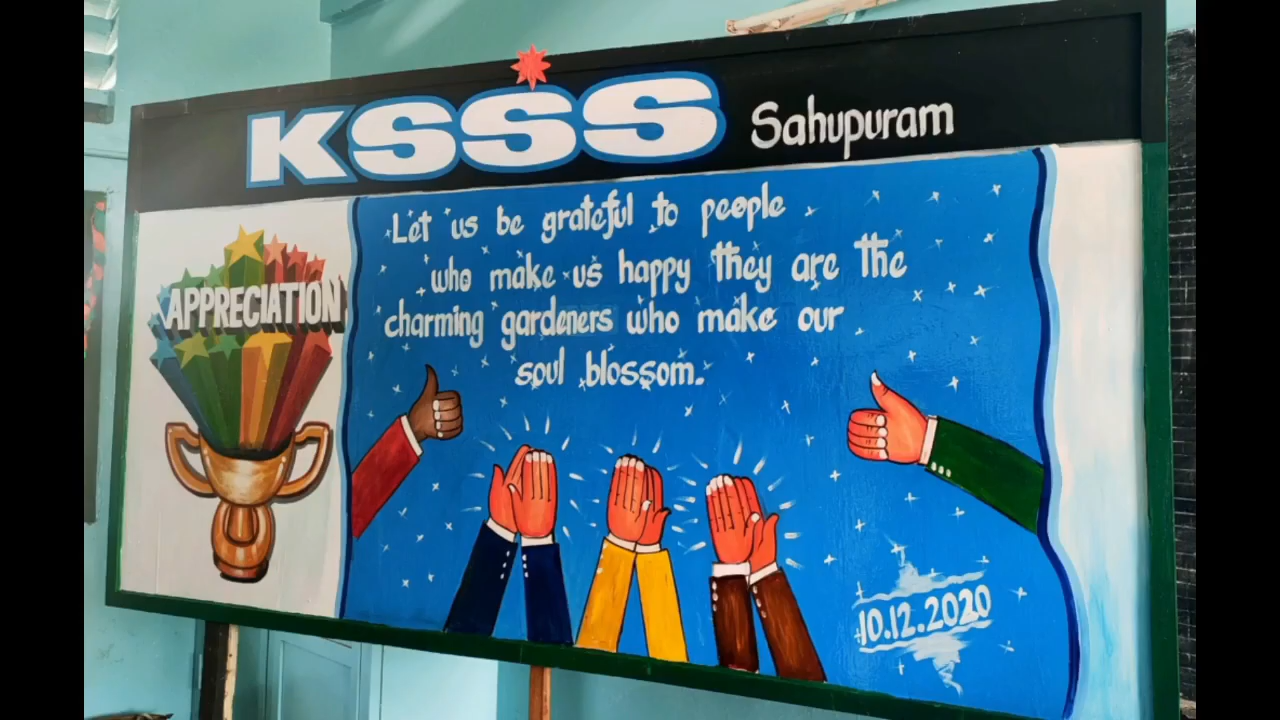 KSSS Sahupuram
APPRECIATION
Let us be grateful to people
who make us happy they are the
charming gardeners who make our
soul blossom.
10.12.2020